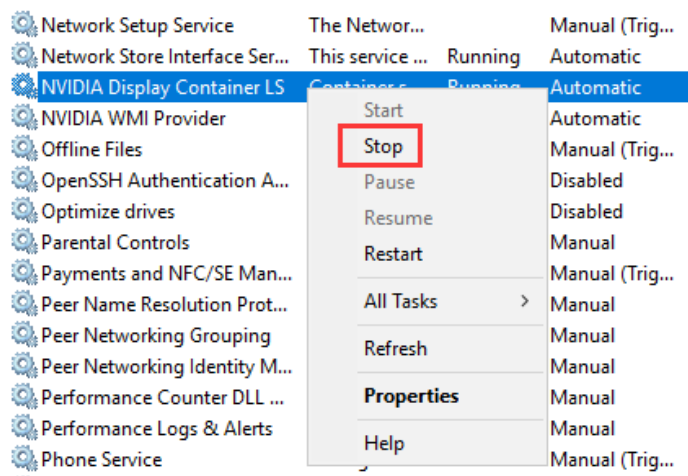 Network Setup Service The Networ... Manual (Trig...
Network Store Interface Ser... This service ... Running Automatic
NVIDIA Display Container LS Container s... Running Automatic
NVIDIA WMI Provider Automatic
Start
Offline Files Manual (Trig...
Stop
OpenSSH Authentication A... Disabled
Pause
Optimize drives Disabled
Resume
Parental Controls Manual
Restart
Payments and NFC/SE Man... Manual (Trig...
All Tasks >
Peer Name Resolution Prot... Manual
Peer Networking Grouping Manual
Refresh
Peer Networking Identity M... Manual
Performance Counter DLL ... Manual
Properties
Performance Logs & Alerts Manual
Help
Phone Service Manual (Trig...